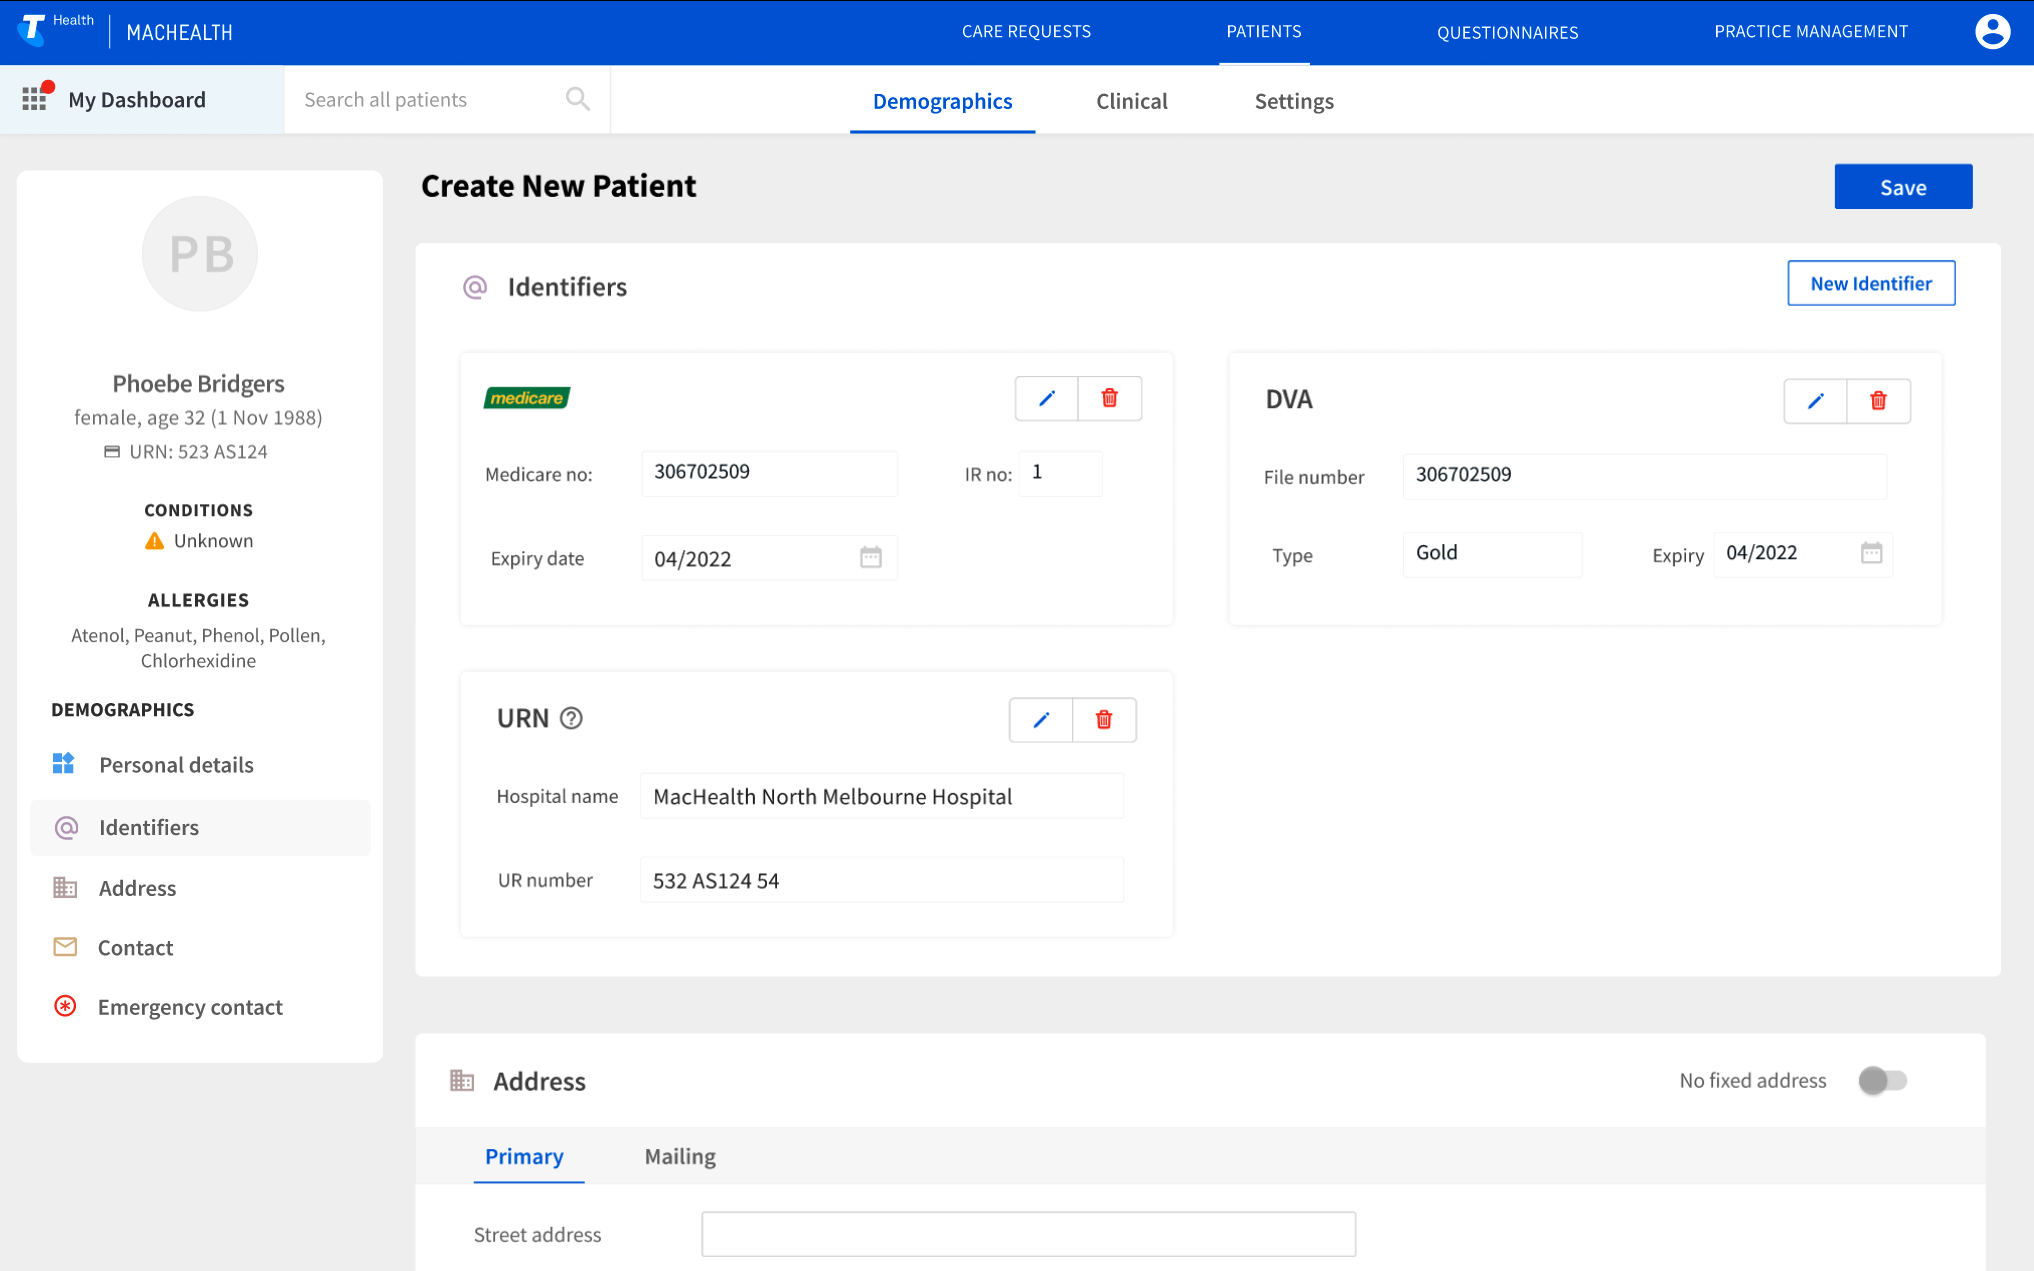 Health
MACHEALTH
CARE REQUESTS
PATIENTS
QUESTIONNAIRES
PRACTICE MANAGEMENT
My Dashboard
Search all patients
Demographics
Clinical
Settings
PB
Phoebe Bridgers
female, age 32 (1 Nov 1988)
URN: 523 AS124
CONDITIONS
Unknown
ALLERGIES
Atenol, Peanut, Phenol, Pollen,
Chlorhexidine
DEMOGRAPHICS
Personal details
Identifiers
Address
Contact
Emergency contact
Create New Patient
Save
Identifiers
New Identifier
medicare
Medicare no: 306702509 IR no: 1
Expiry date 04/2022
DVA
File number 306702509
Type Gold Expiry 04/2022
URN
Hospital name MacHealth North Melbourne Hospital
UR number 532 AS124 54
Address
No fixed address
Primary
Mailing
Street address